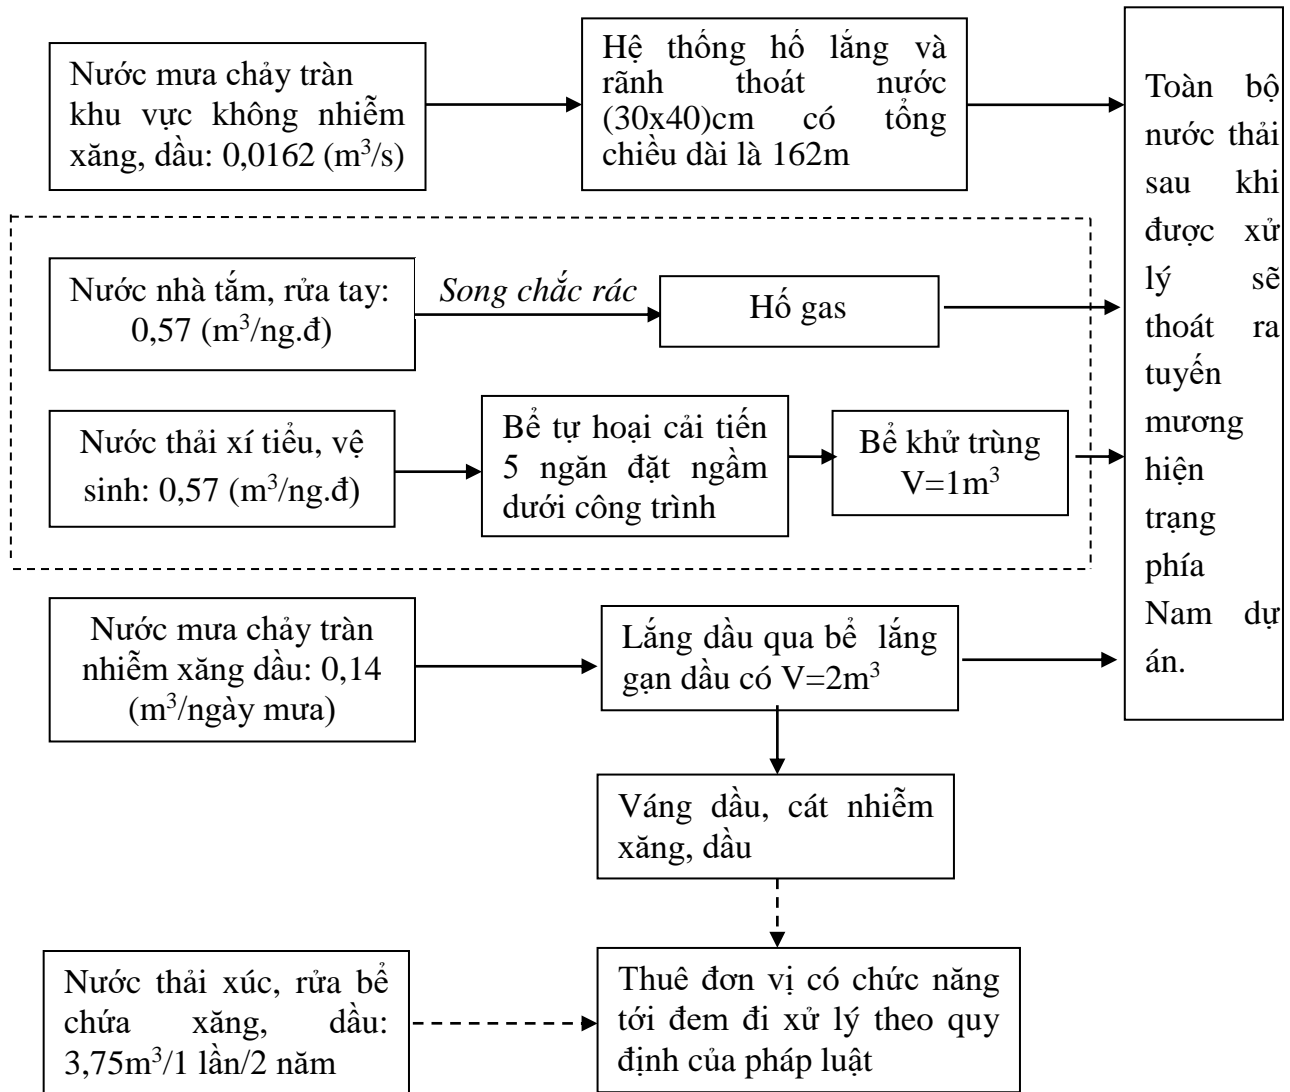 Nước mưa chảy tràn
khu vực không nhiễm
xăng, dầu: 0,0162 (m³/s)
Hệ thống hố lắng và
rãnh thoát nước
(30x40)cm có tổng
chiều dài là 162m
Nước nhà tắm, rửa tay:
0,57 (m³/ng.đ)
Song chắc rác
Hố gas
Nước thải xí tiểu, vệ
sinh: 0,57 (m³/ng.đ)
Bể tự hoại cải tiến
5 ngăn đặt ngầm
dưới công trình
Bể khử trùng
V=1m³
Nước mưa chảy tràn
nhiễm xăng dầu: 0,14
(m³/ngày mưa)
Lắng dầu qua bể lắng
gạn dầu có V=2m³
Toàn bộ
nước thải
sau khi
được xử
lý sẽ
thoát ra
tuyến
mương
hiện
trạng
phía
Nam dự
án.
Váng dầu, cát nhiễm
xăng, dầu
Nước thải xúc, rửa bể
chứa xăng, dầu:
3,75m³/1 lần/2 năm
Thuê đơn vị có chức năng
tới đem đi xử lý theo quy
định của pháp luật